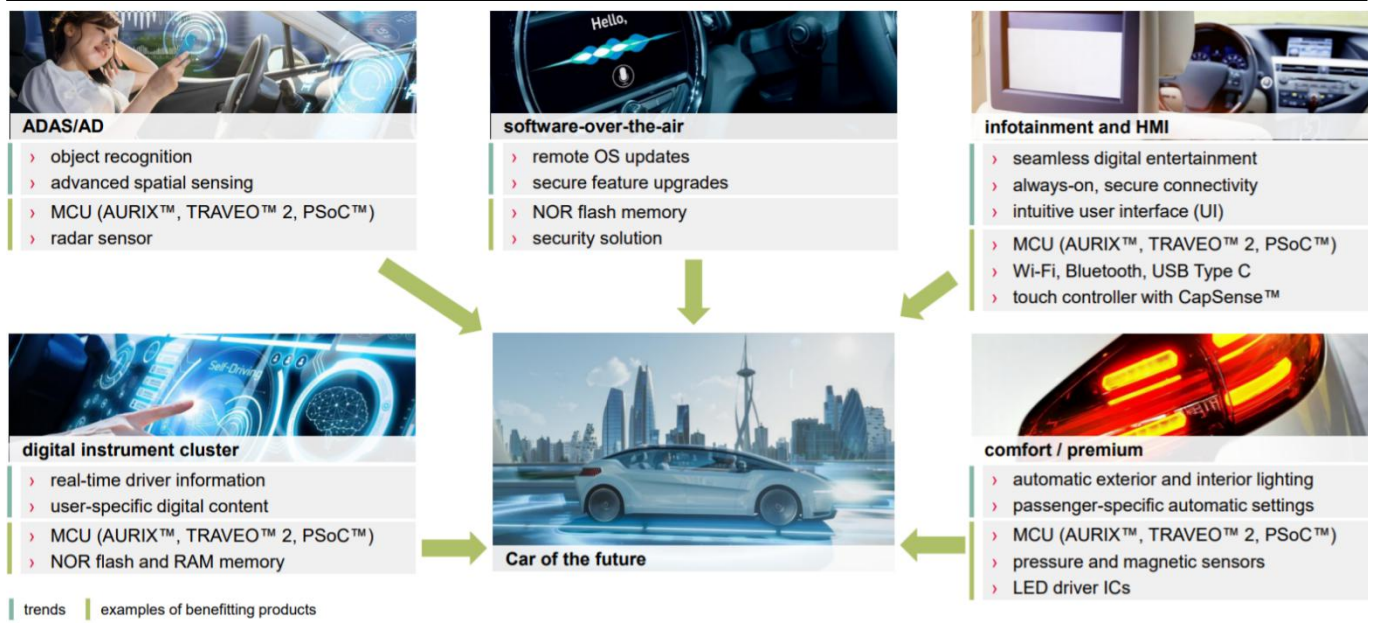 ADAS/AD
› object recognition
› advanced spatial sensing
› MCU (AURIX™, TRAVEO™ 2, PSoC™)
› radar sensor
Hello,
software-over-the-air
› remote OS updates
› secure feature upgrades
› NOR flash memory
› security solution
infotainment and HMI
› seamless digital entertainment
› always-on, secure connectivity
› intuitive user interface (UI)
› MCU (AURIX™, TRAVEO™ 2, PSoC™)
› Wi-Fi, Bluetooth, USB Type C
› touch controller with CapSense™
Self-Driving
digital instrument cluster
› real-time driver information
› user-specific digital content
› MCU (AURIX™, TRAVEO™ 2, PSoC™)
› NOR flash and RAM memory
Car of the future
comfort / premium
› automatic exterior and interior lighting
› passenger-specific automatic settings
› MCU (AURIX™, TRAVEO™ 2, PSoC™)
› pressure and magnetic sensors
› LED driver ICs
trends
examples of benefitting products